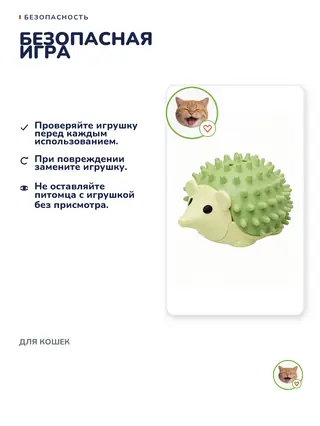 БЕЗОПАСНОСТЬ
БЕЗОПАСНАЯ
ИГРА
Проверяйте игрушку
перед каждым
использованием.
При повреждении
замените игрушку.
Не оставляйте
питомца с игрушкой
без присмотра.
ДЛЯ КОШЕК